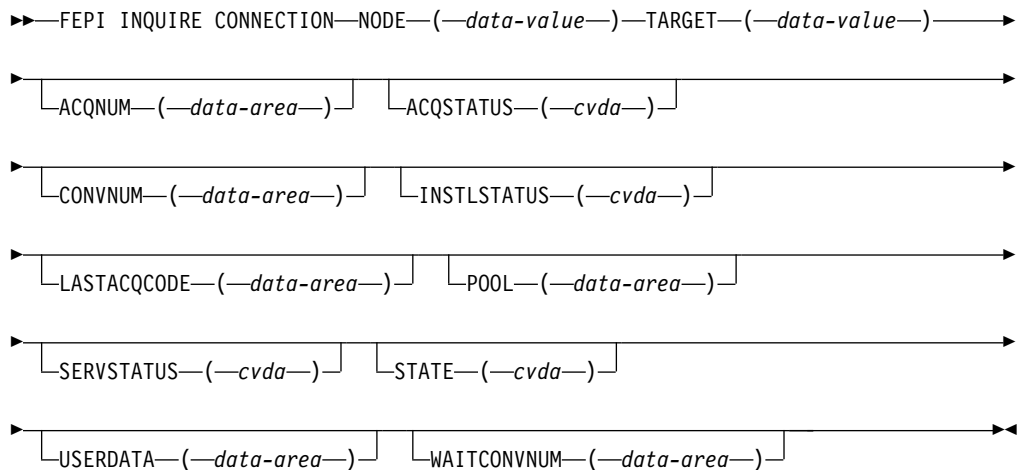 FEPI INQUIRE CONNECTION NODE ( data-value ) TARGET ( data-value )
ACQNUM ( data-area ) ACQSTATUS ( cvda )
CONVNUM ( data-area ) INSTLSTATUS ( cvda )
LASTACQCODE ( data-area ) POOL ( data-area )
SERVSTATUS ( cvda ) STATE ( cvda )
USERDATA ( data-area ) WAITCONVNUM ( data-area )